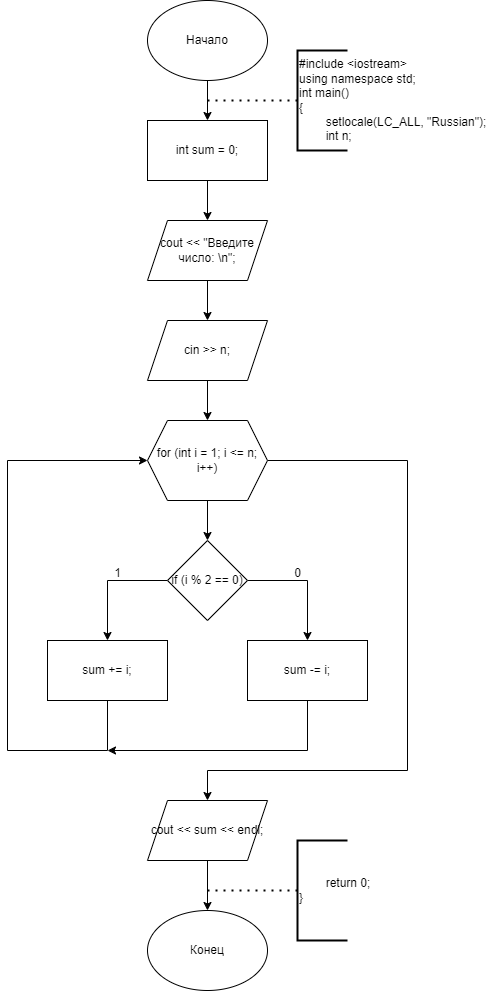 Начало
#include <iostream>
using namespace std;
int main()
{
setlocale(LC_ALL, "Russian");
int n;
int sum = 0;
cout << "Введите
число: \n";
cin >> n;
for (int i = 1; i <= n;
i++)
if (i % 2 == 0)
1
0
sum += i;
sum -= i;
cout << sum << endl;
return 0;
}
Конец